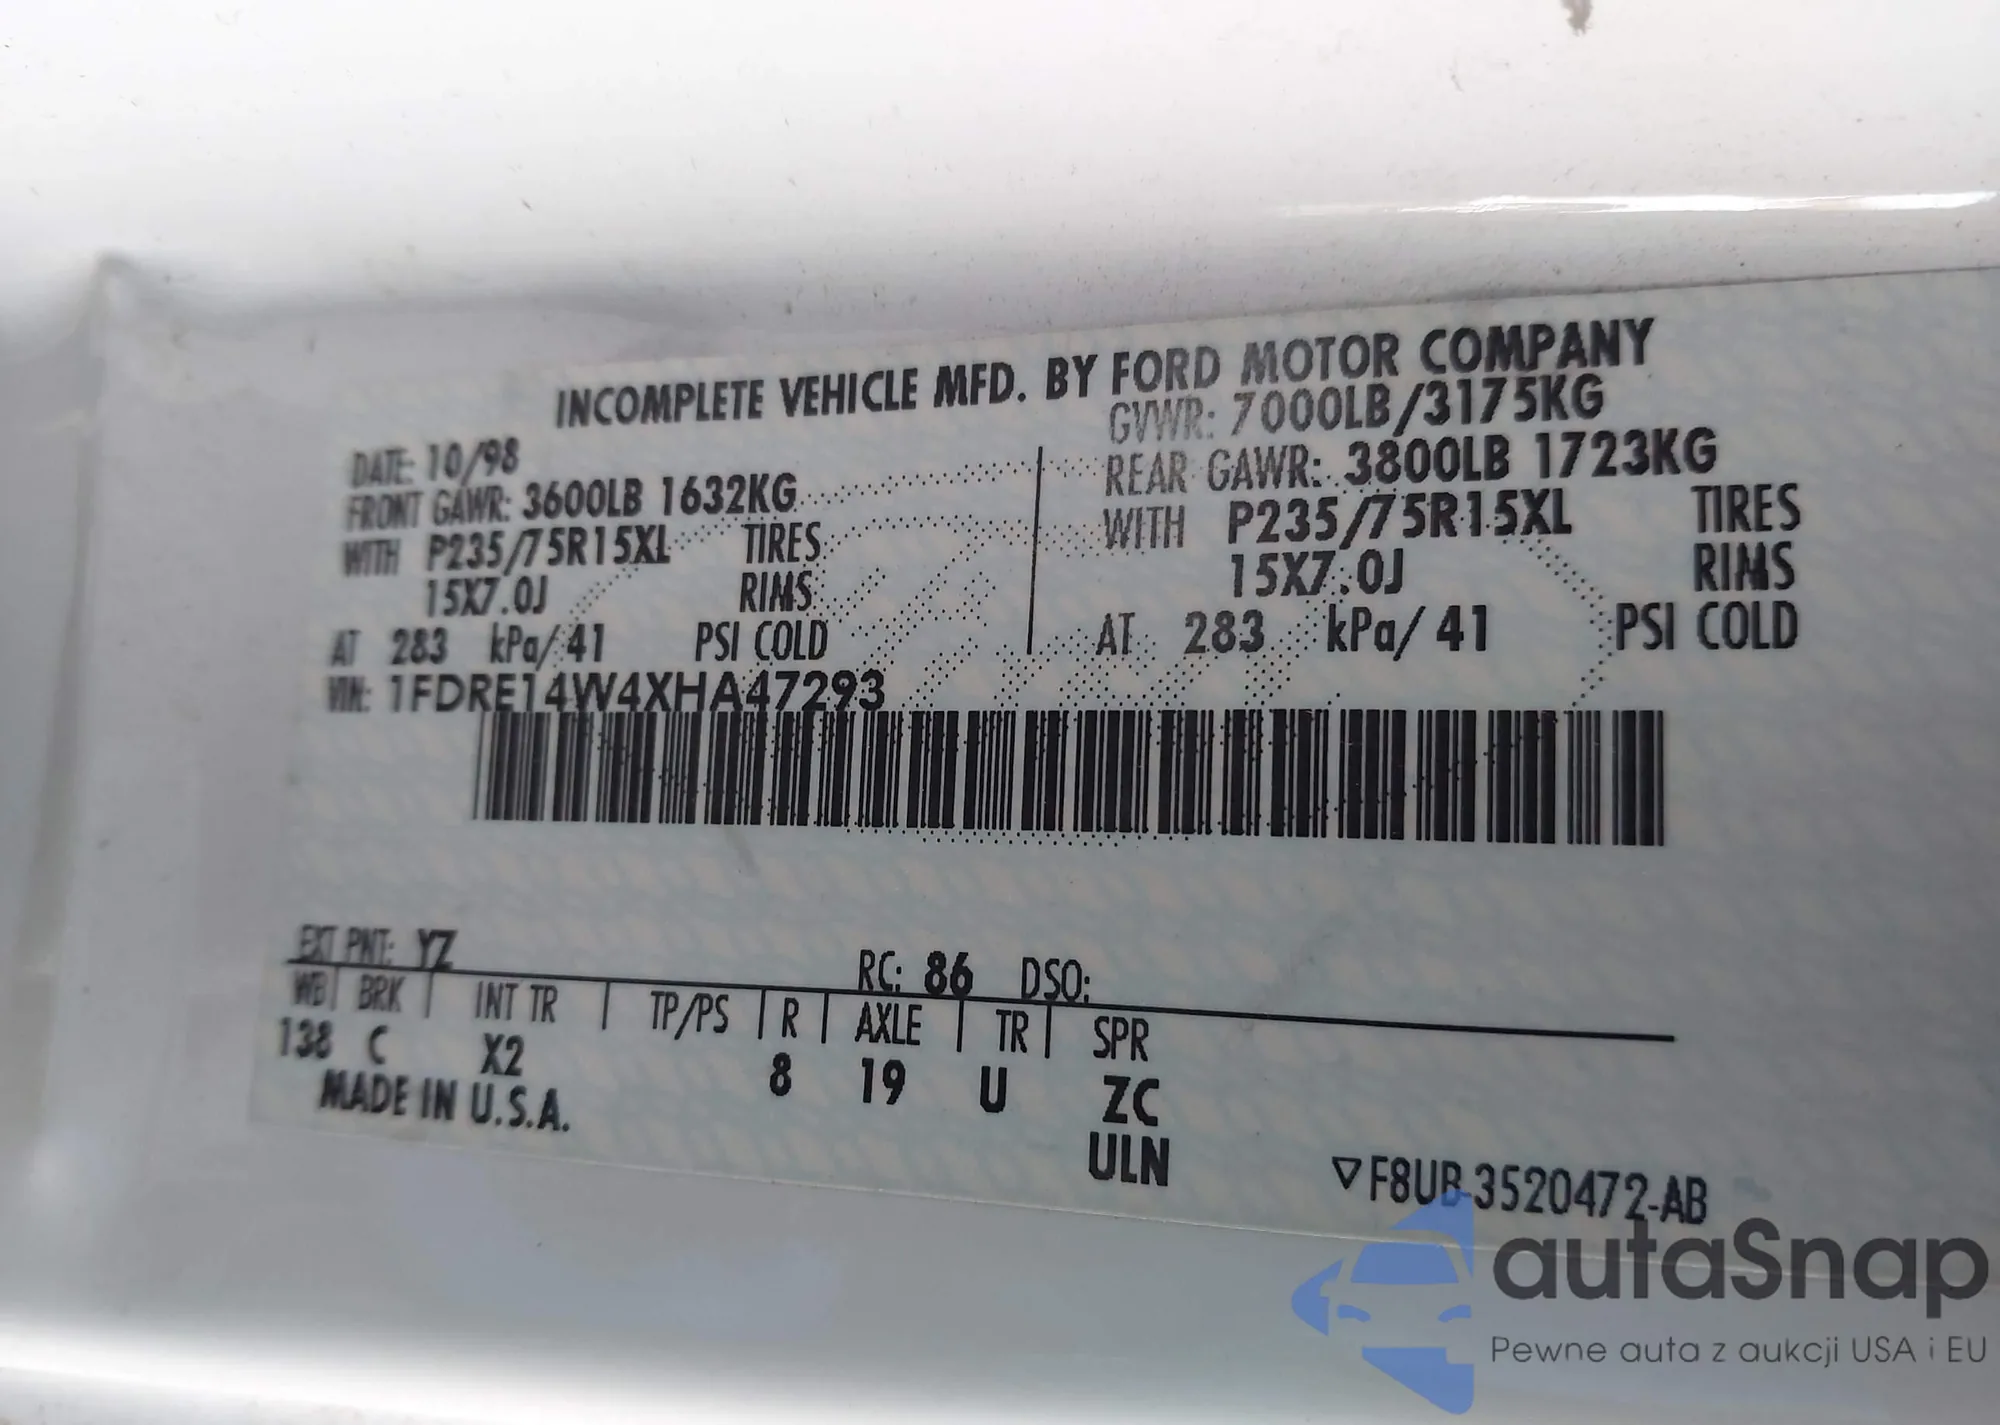 INCOMPLETE VEHICLE MFD. BY FORD MOTOR COMPANY
DATE: 10/98 GVWR: 7000LB/3175KG
FRONT GAWR: 3600LB 1632KG REAR GAWR: 3800LB 1723KG
WITH P235/75R15XL TIRES WITH P235/75R15XL TIRES
15X7.0J RIMS 15X7.0J RIMS
AT 283 kPa/ 41 PSI COLD AT 283 kPa/ 41 PSI COLD
VIN: 1FDRE14W4XHA47293
EXT PNT: YZ RC: 86 DSO:
WB | BRK | INT TR | TP/PS | R | AXLE | TR | SPR
138 C X2 8 19 U ZC
MADE IN U.S.A. ULN
▽F8UB-3520472-AB
autaSnap
Pewne auta z aukcji USA i EU